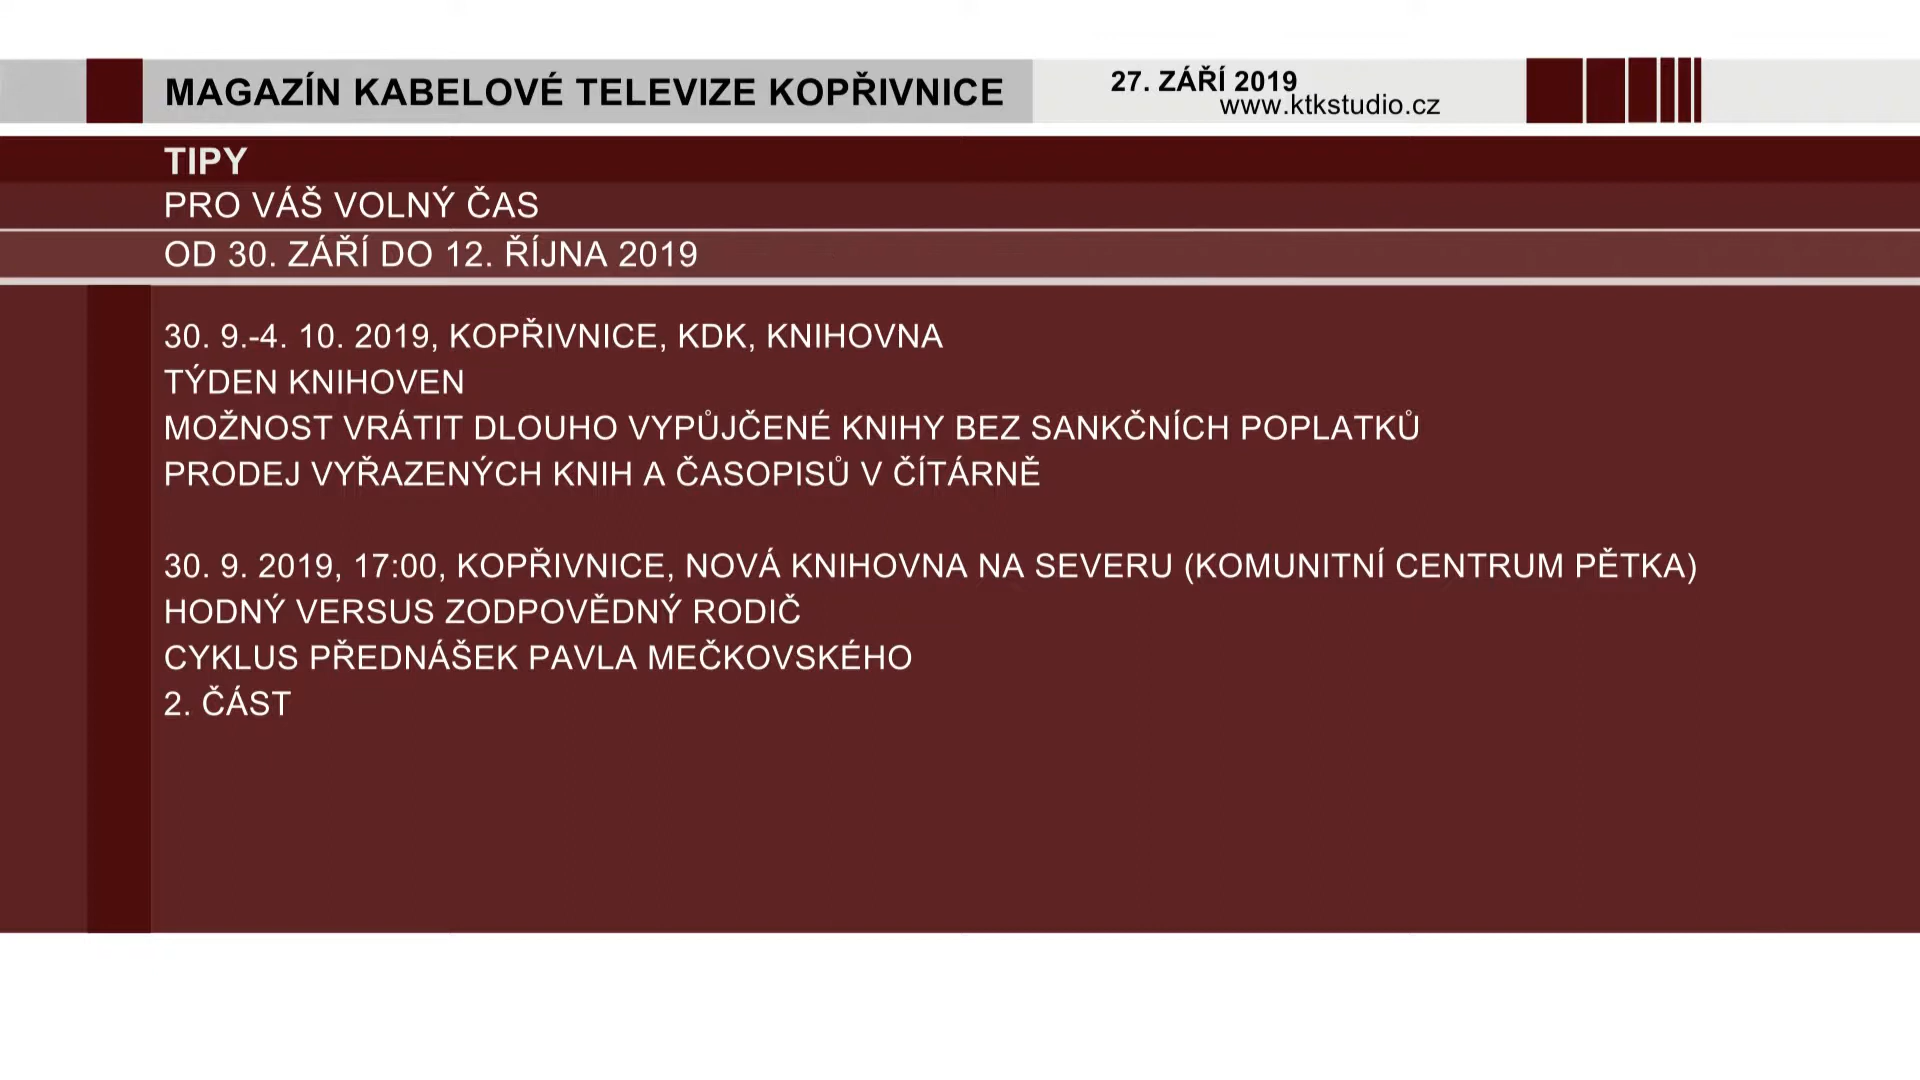 MAGAZÍN KABELOVÉ TELEVIZE KOPŘIVNICE
27. ZÁŘÍ 2019
www.ktkstudio.cz
TIPY
PRO VÁŠ VOLNÝ ČAS
OD 30. ZÁŘÍ DO 12. ŘÍJNA 2019
30. 9.-4. 10. 2019, KOPŘIVNICE, KDK, KNIHOVNA
TÝDEN KNIHOVEN
MOŽNOST VRÁTIT DLOUHO VYPŮJČENÉ KNIHY BEZ SANKČNÍCH POPLATKŮ
PRODEJ VYŘAZENÝCH KNIH A ČASOPISŮ V ČÍTÁRNĚ
30. 9. 2019, 17:00, KOPŘIVNICE, NOVÁ KNIHOVNA NA SEVERU (KOMUNITNÍ CENTRUM PĚTKA)
HODNÝ VERSUS ZODPOVĚDNÝ RODIČ
CYKLUS PŘEDNÁŠEK PAVLA MEČKOVSKÉHO
2. ČÁST